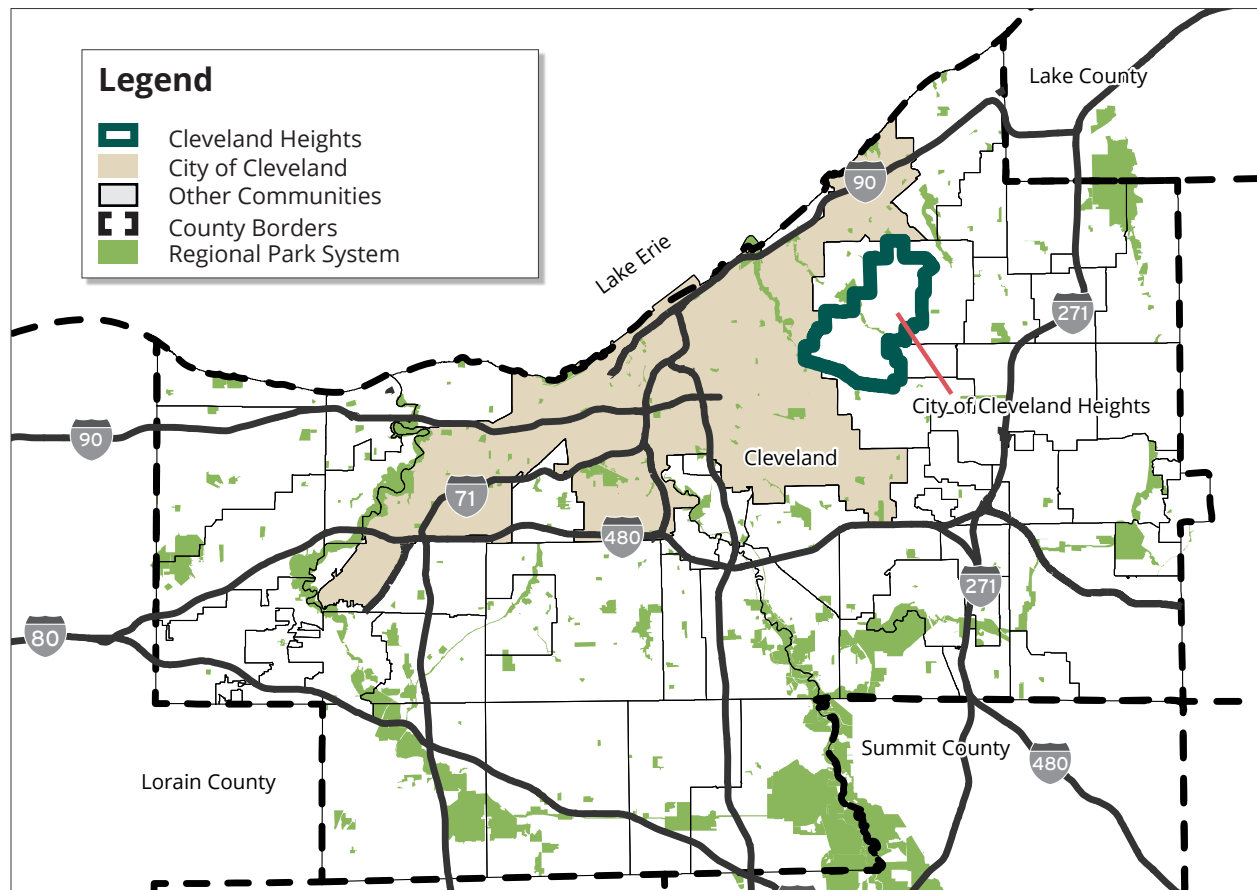 Legend
Cleveland Heights
City of Cleveland
Other Communities
County Borders
Regional Park System
Lake County
90
Lake Erie
271
City of Cleveland Heights
90
Cleveland
71
480
271
80
Summit County
480
Lorain County